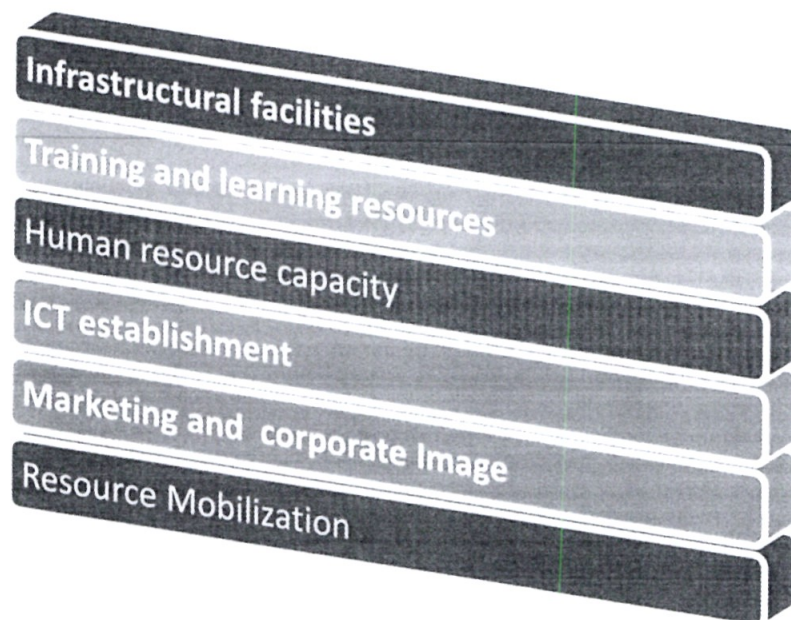 Infrastructural facilities
Training and learning resources
Human resource capacity
ICT establishment
Marketing and corporate Image
Resource Mobilization